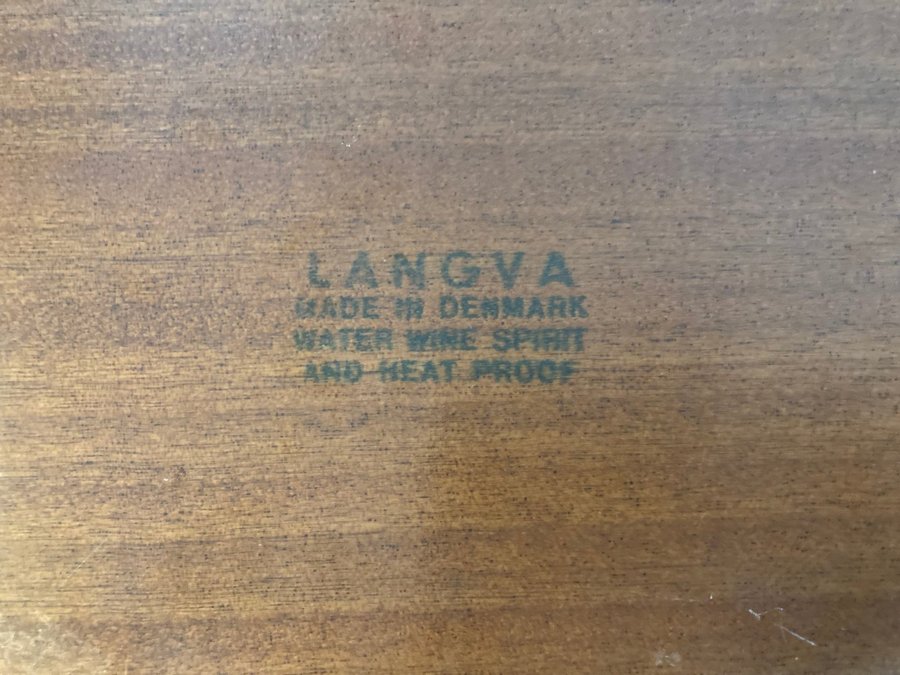 LANGVA
MADE IN DENMARK
WATER WINE SPIRIT
AND HEAT PROOF